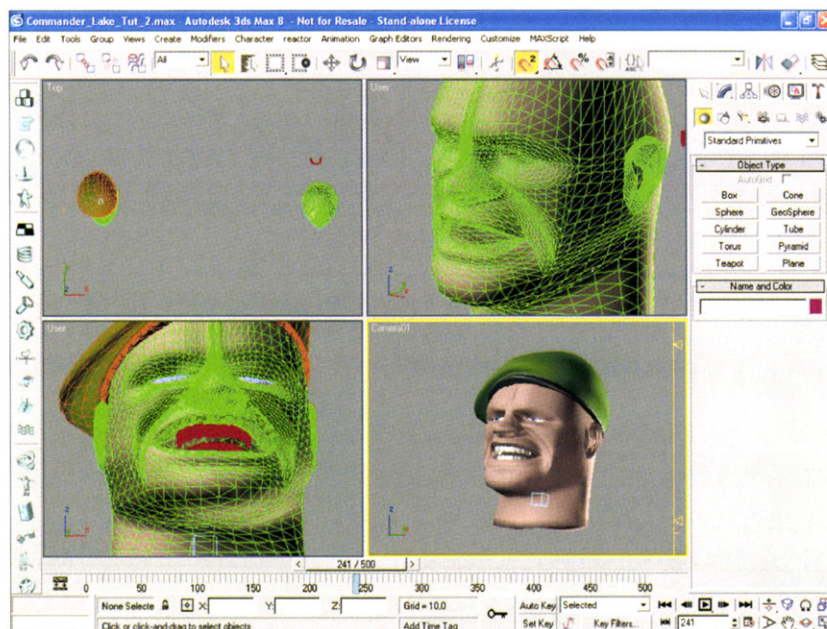 Commander_Lake_Tut_2.max - Autodesk 3ds Max 8 - Not for Resale - Stand-alone License
File Edit Tools Group Views Create Modifiers Character reactor Animation Graph Editors Rendering Customize MAXScript Help
All View
Top
User
User
Camera01
Standard Primitives
- Object Type
AutoGrid
Box Cone
Sphere GeoSphere
Cylinder Tube
Torus Pyramid
Teapot Plane
- Name and Color
z x
< 241 / 500 >
0 50 100 150 200 250 300 350 400 450 500
None Selecte X: Y: Z: Grid = 10,0 Auto Key Selected
Click or click-and-drag to select objects Add Time Tag Set Key Key Filters... 241